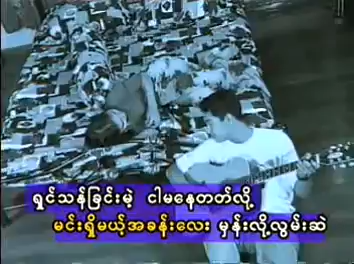 ရှင်သန်ခြင်းမဲ့ ငါမနေတတ်လို့
မင်းရှိမယ့်အခန်းလေး မှန်းလို့လွမ်းဆဲ